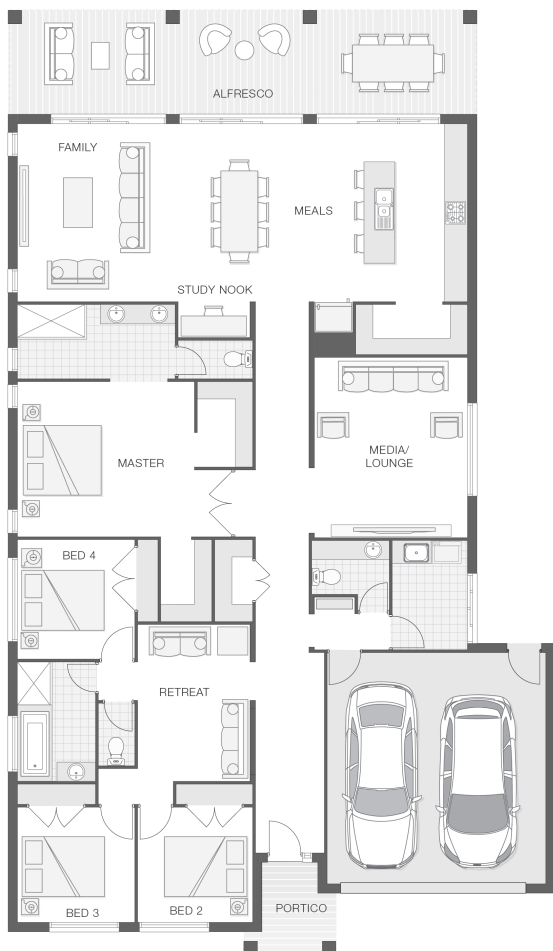 ALFRESCO
FAMILY
MEALS
STUDY NOOK
MASTER
MEDIA/
LOUNGE
BED 4
RETREAT
BED 3
BED 2
PORTICO